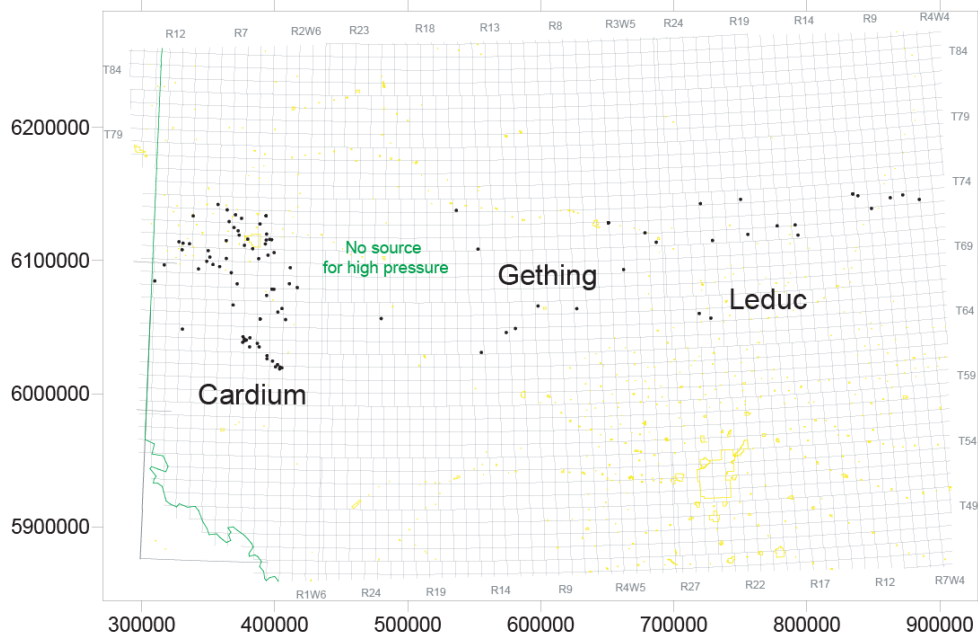 R12 R7 R2W6 R23 R18 R13 R8 R3W5 R24 R19 R14 R9 R4W4
T84 T84
6200000 T79 T79
T74
6100000 No source
for high pressure Gething T69
Leduc T64
6000000 Cardium T59
T54
5900000 T49
R1W6 R24 R19 R14 R9 R4W5 R27 R22 R17 R12 R7W4
300000 400000 500000 600000 700000 800000 900000